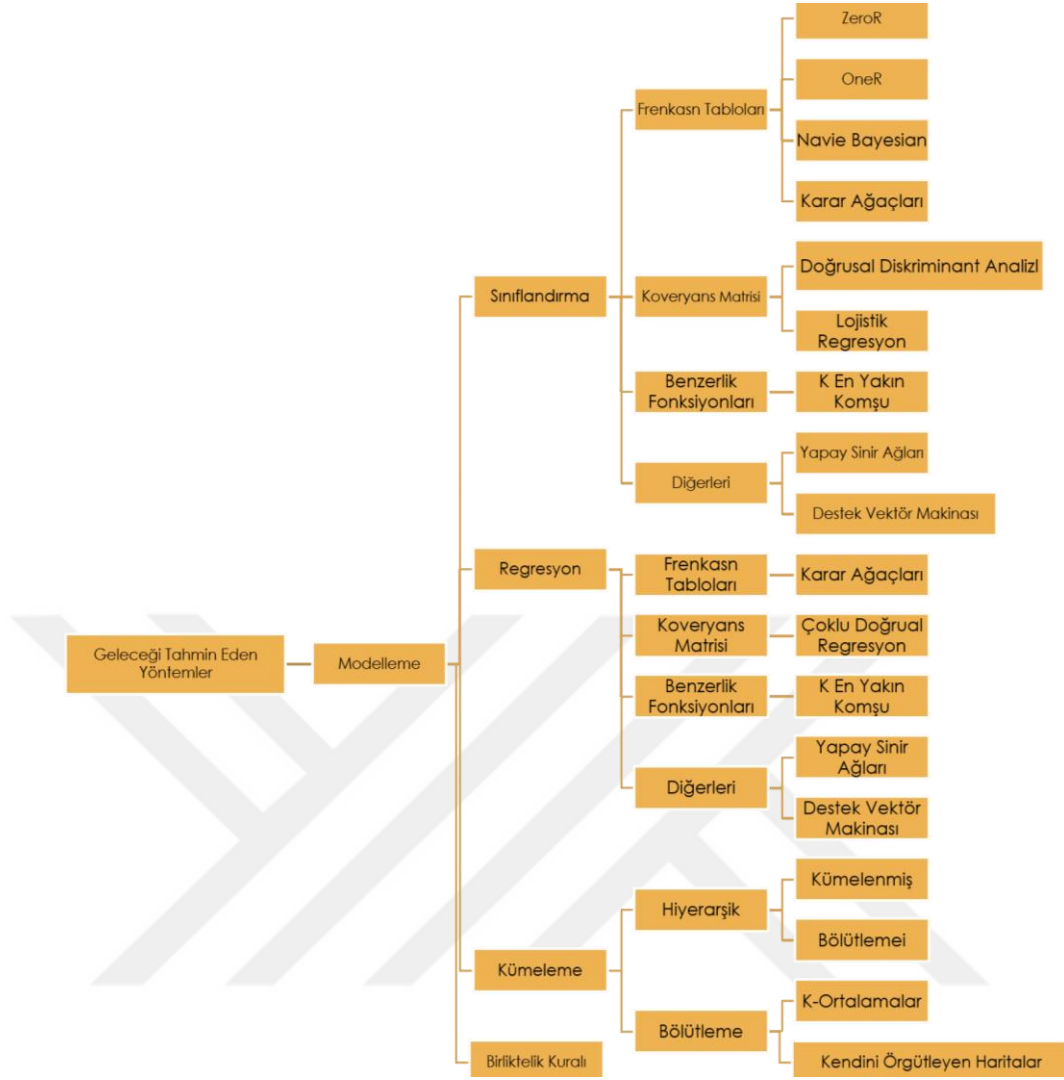 ZeroR
OneR
Frenkasn Tabloları
Navie Bayesian
Karar Ağaçları
Doğrusal Diskriminant Analizl
Sınıflandırma
Koveryans Matrisi
Lojistik
Regresyon
Benzerlik
Fonksiyonları
K En Yakın
Komşu
Yapay Sinir Ağları
Diğerleri
Destek Vektör Makinası
Regresyon
Frenkasn
Tabloları
Karar Ağaçları
Koveryans
Matrisi
Çoklu Doğrual
Regresyon
Geleceği Tahmin Eden
Yöntemler
Modelleme
Benzerlik
Fonksiyonları
K En Yakın
Komşu
Yapay Sinir
Ağları
Diğerleri
Destek Vektör
Makinası
Kümelenmiş
Hiyerarşik
Bölütlemei
Kümeleme
K-Ortalamalar
Bölütleme
Kendini Örgütleyen Haritalar
Birliktelik Kuralı